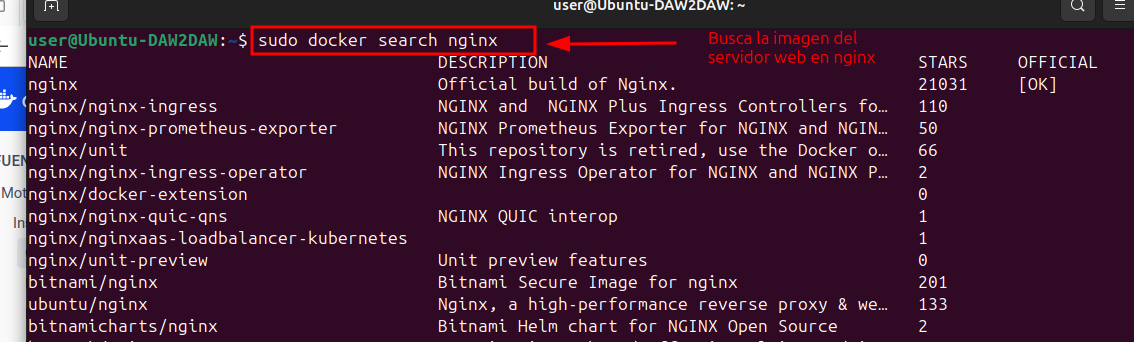 user@Ubuntu-DAW2DAW: ~
user@Ubuntu-DAW2DAW:~$ sudo docker search nginx
Busca la imagen del
servidor web en nginx
NAME DESCRIPTION STARS OFFICIAL
nginx Official build of Nginx. 21031 [OK]
nginx/nginx-ingress NGINX and  NGINX Plus Ingress Controllers fo… 110
nginx/nginx-prometheus-exporter NGINX Prometheus Exporter for NGINX and NGIN… 50
nginx/unit This repository is retired, use the Docker o… 66
nginx/nginx-ingress-operator NGINX Ingress Operator for NGINX and NGINX P… 2
nginx/docker-extension 0
nginx/nginx-quic-qns NGINX QUIC interop 1
nginx/nginxaas-loadbalancer-kubernetes 1
nginx/unit-preview Unit preview features 0
bitnami/nginx Bitnami Secure Image for nginx 201
ubuntu/nginx Nginx, a high-performance reverse proxy & we… 133
bitnamicharts/nginx Bitnami Helm chart for NGINX Open Source 2
FUEN
Mot
In